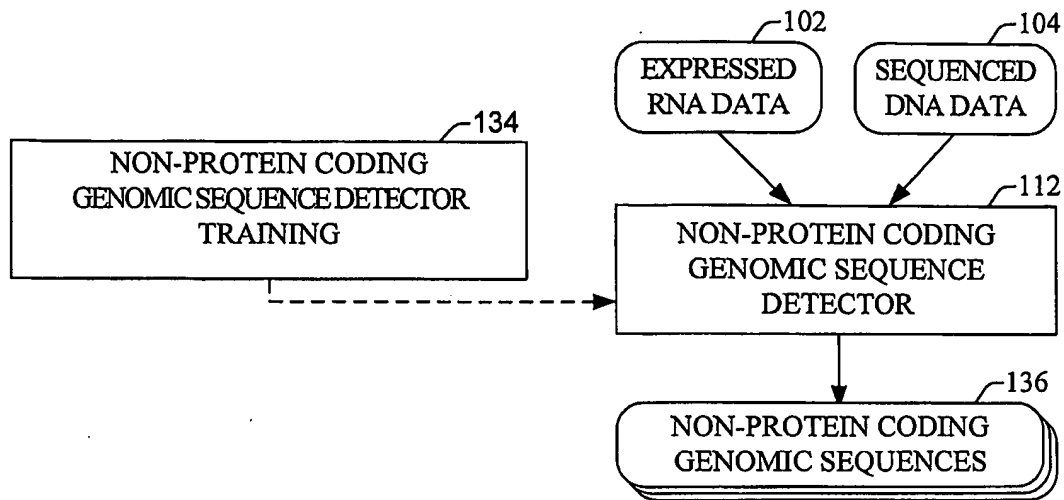 102
104
EXPRESSED
RNA DATA
SEQUENCED
DNA DATA
134
NON-PROTEIN CODING
GENOMIC SEQUENCE DETECTOR
TRAINING
112
NON-PROTEIN CODING
GENOMIC SEQUENCE
DETECTOR
136
NON-PROTEIN CODING
GENOMIC SEQUENCES